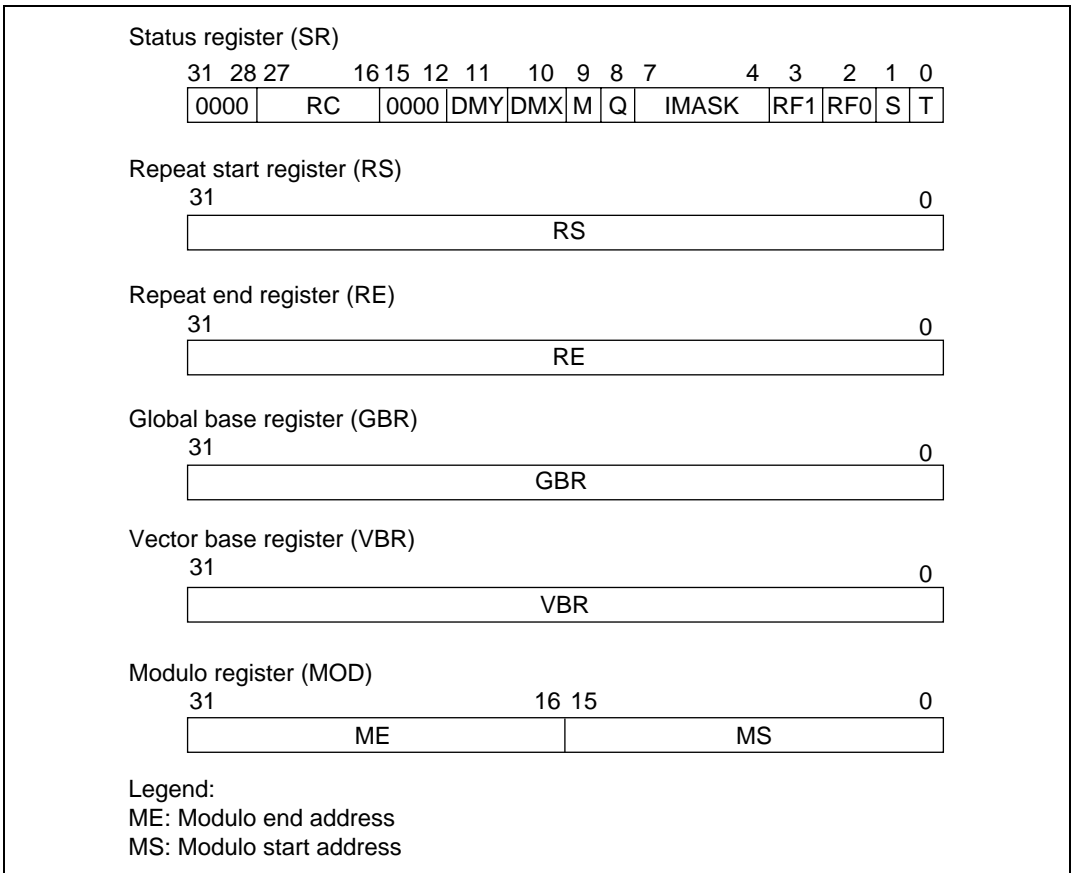 Status register (SR)
31 28 27 16 15 12 11 10 9 8 7 4 3 2 1 0
0000 RC 0000 DMY DMX M Q IMASK RF1 RF0 S T
Repeat start register (RS)
31 0
RS
Repeat end register (RE)
31 0
RE
Global base register (GBR)
31 0
GBR
Vector base register (VBR)
31 0
VBR
Modulo register (MOD)
31 16 15 0
ME MS
Legend:
ME: Modulo end address
MS: Modulo start address